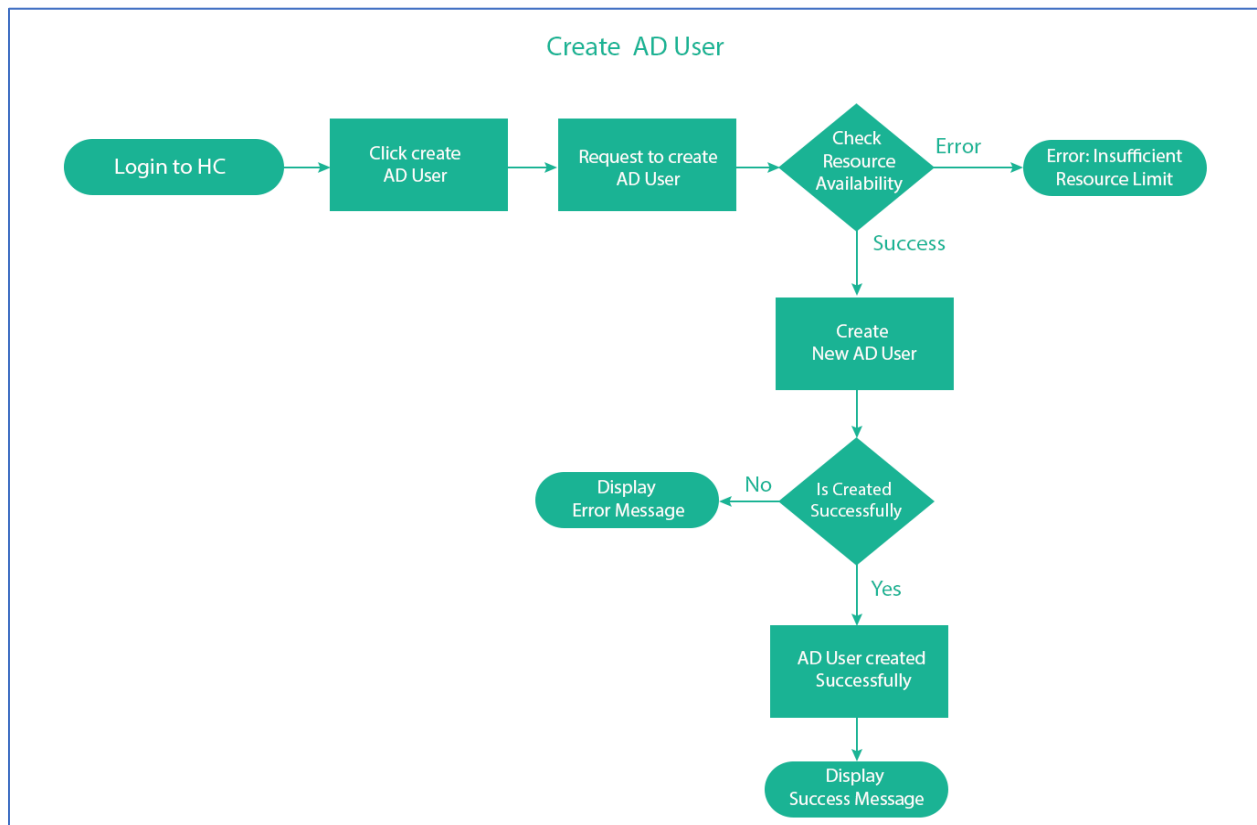 Create AD User
Login to HC
Click create
AD User
Request to create
AD User
Check
Resource
Availability
Error
Error: Insufficient
Resource Limit
Success
Create
New AD User
Is Created
Successfully
No
Display
Error Message
Yes
AD User created
Successfully
Display
Success Message